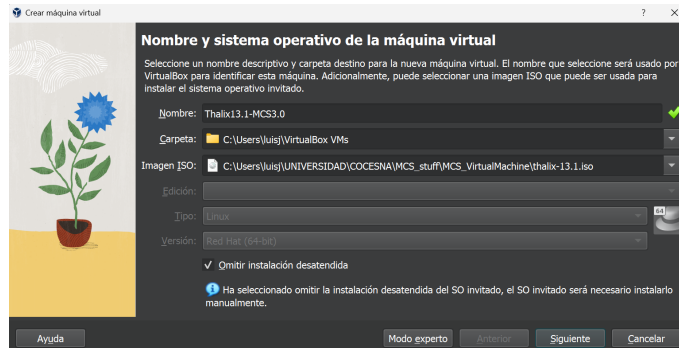 Crear máquina virtual
? X
Nombre y sistema operativo de la máquina virtual
Seleccione un nombre descriptivo y carpeta destino para la nueva máquina virtual. El nombre que seleccione será usado por
VirtualBox para identificar esta máquina. Adicionalmente, puede seleccionar una imagen ISO que puede ser usada para
instalar el sistema operativo invitado.
Nombre: Thalix13.1-MCS3.0
Carpeta: C:\Users\luisj\VirtualBox VMs
Imagen ISO: C:\Users\luisj\UNIVERSIDAD\COCESNA\MCS_stuff\MCS_VirtualMachine\thalix-13.1.iso
Edición:
Tipo: Linux
64
Versión: Red Hat (64-bit)
Omitir instalación desatendida
Ha seleccionado omitir la instalación desatendida del SO invitado, el SO invitado será necesario instalarlo
manualmente.
Ayuda Modo experto Anterior Siguiente Cancelar